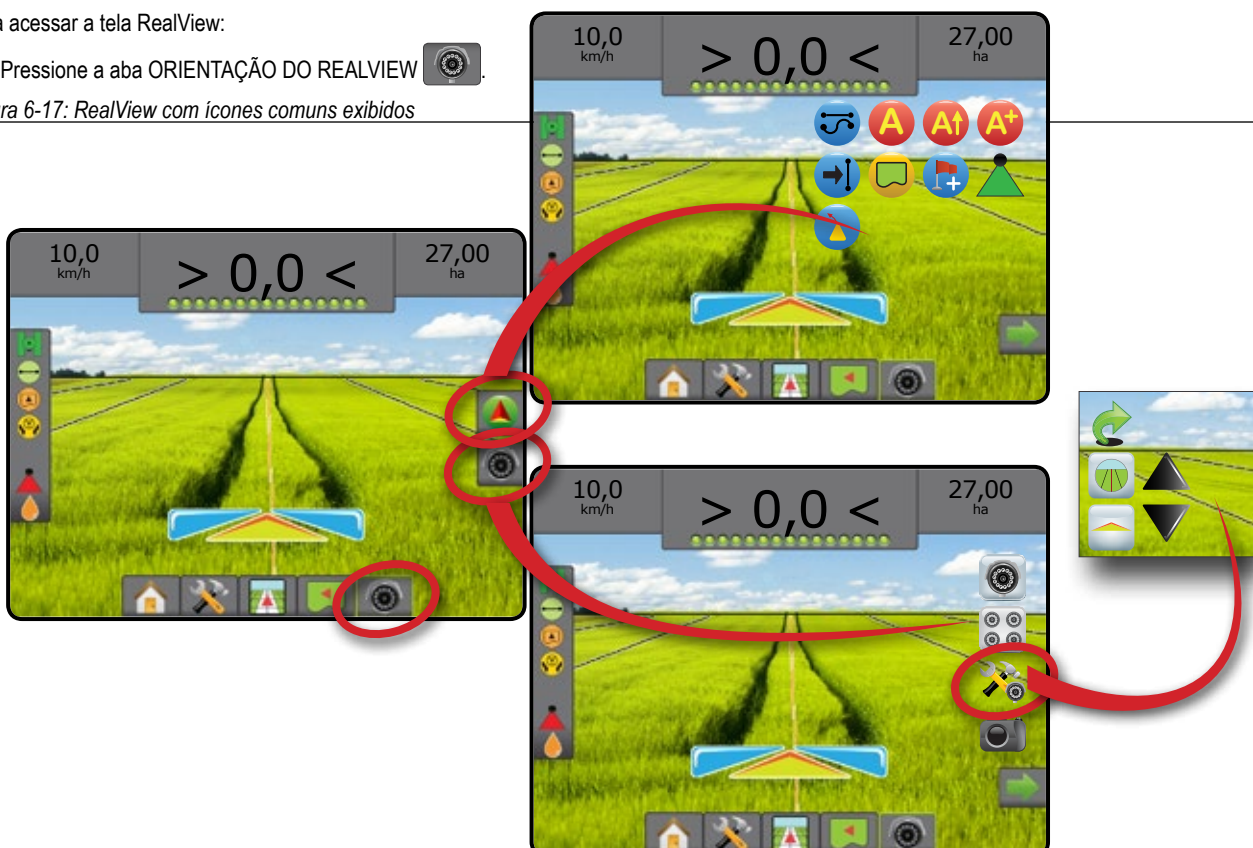 a acessar a tela RealView:
Pressione a aba ORIENTAÇÃO DO REALVIEW .
ura 6-17: RealView com ícones comuns exibidos
10,0
km/h
> 0,0 <
27,00
ha
A
A
A+
10,0
km/h
> 0,0 <
27,00
ha
10,0
km/h
> 0,0 <
27,00
ha